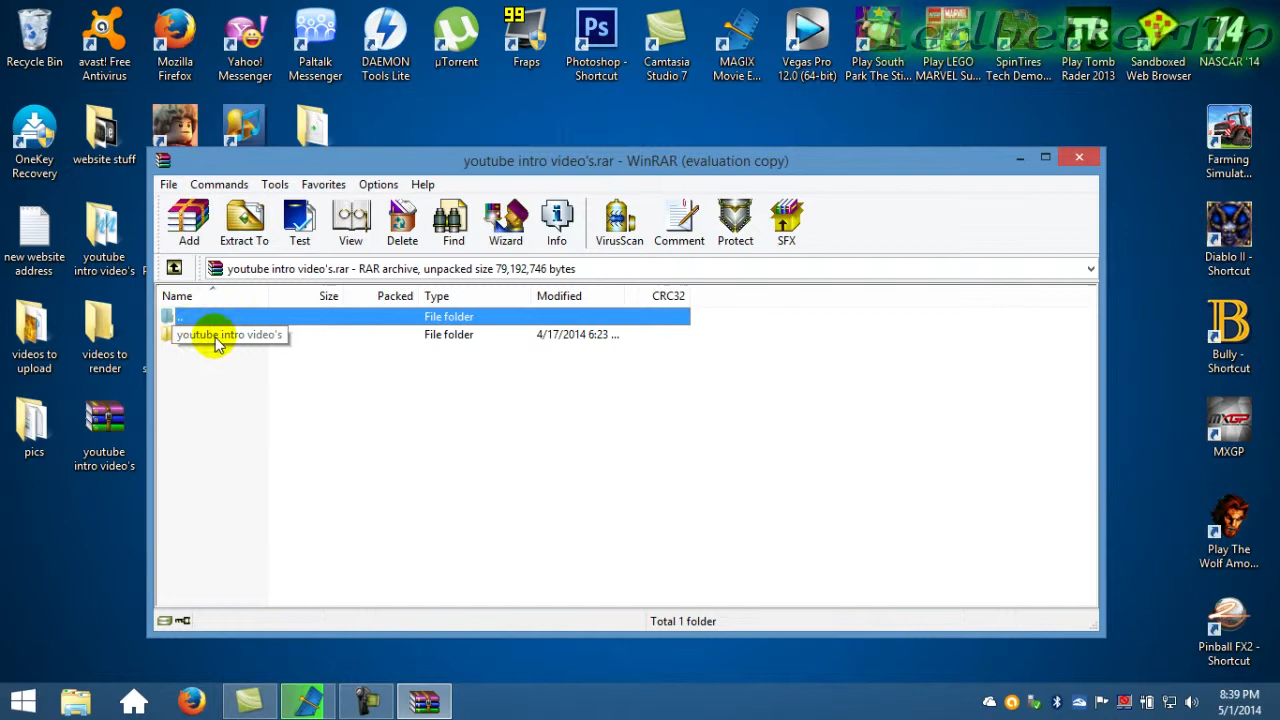 Recycle Bin
avast! Free Antivirus
Mozilla Firefox
Yahoo! Messenger
Paltalk Messenger
DAEMON Tools Lite
µTorrent
99
Fraps
Ps
Photoshop - Shortcut
Camtasia Studio 7
MAGIX Movie E...
Vegas Pro 12.0 (64-bit)
Play South Park The Sti...
MARVEL
Play LEGO MARVEL Su...
SpinTires Tech Demo...
TR
Play Tomb Rader 2013
Sandboxed Web Browser
14
NASCAR '14
OneKey Recovery
website stuff
Farming Simulat...
new website address
youtube intro video's
Diablo II - Shortcut
videos to upload
videos to render
Bully - Shortcut
pics
youtube intro video's
MXGP
MXGP
Play The Wolf Amo...
Pinball FX2 - Shortcut
youtube intro video's.rar - WinRAR (evaluation copy)
File Commands Tools Favorites Options Help
Add Extract To Test View Delete Find Wizard Info VirusScan Comment Protect SFX
youtube intro video's.rar - RAR archive, unpacked size 79,192,746 bytes
Name Size Packed Type Modified CRC32
.. File folder
youtube intro video's File folder 4/17/2014 6:23 ...
Total 1 folder
8:39 PM
5/1/2014